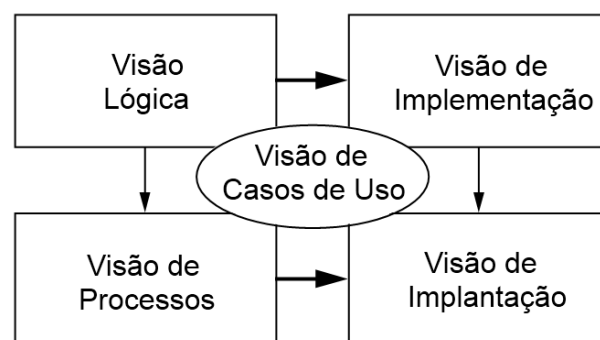 Visão
Lógica
Visão de
Implementação
Visão de
Casos de Uso
Visão de
Processos
Visão de
Implantação